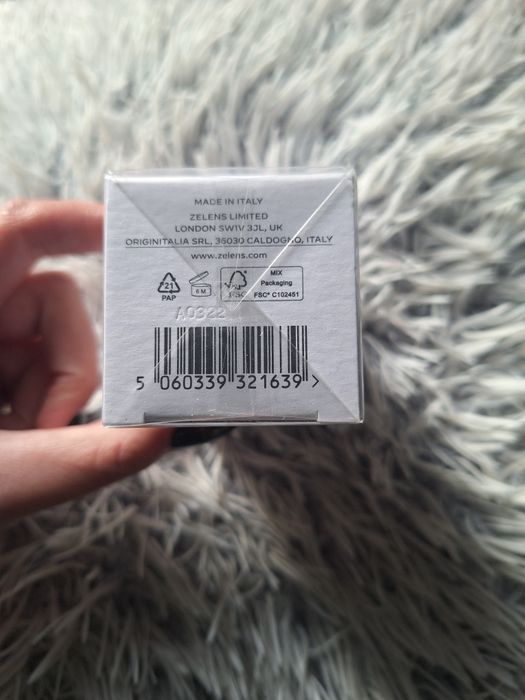 MADE IN ITALY
ZELENS LIMITED
LONDON SW1V 3JL, UK
ORIGINITALIA SRL, 36030 CALDOGNO, ITALY
www.zelens.com
21
PAP
6 M
FSC
MIX
Packaging
FSC® C102451
A0322
5 060339 321639 >